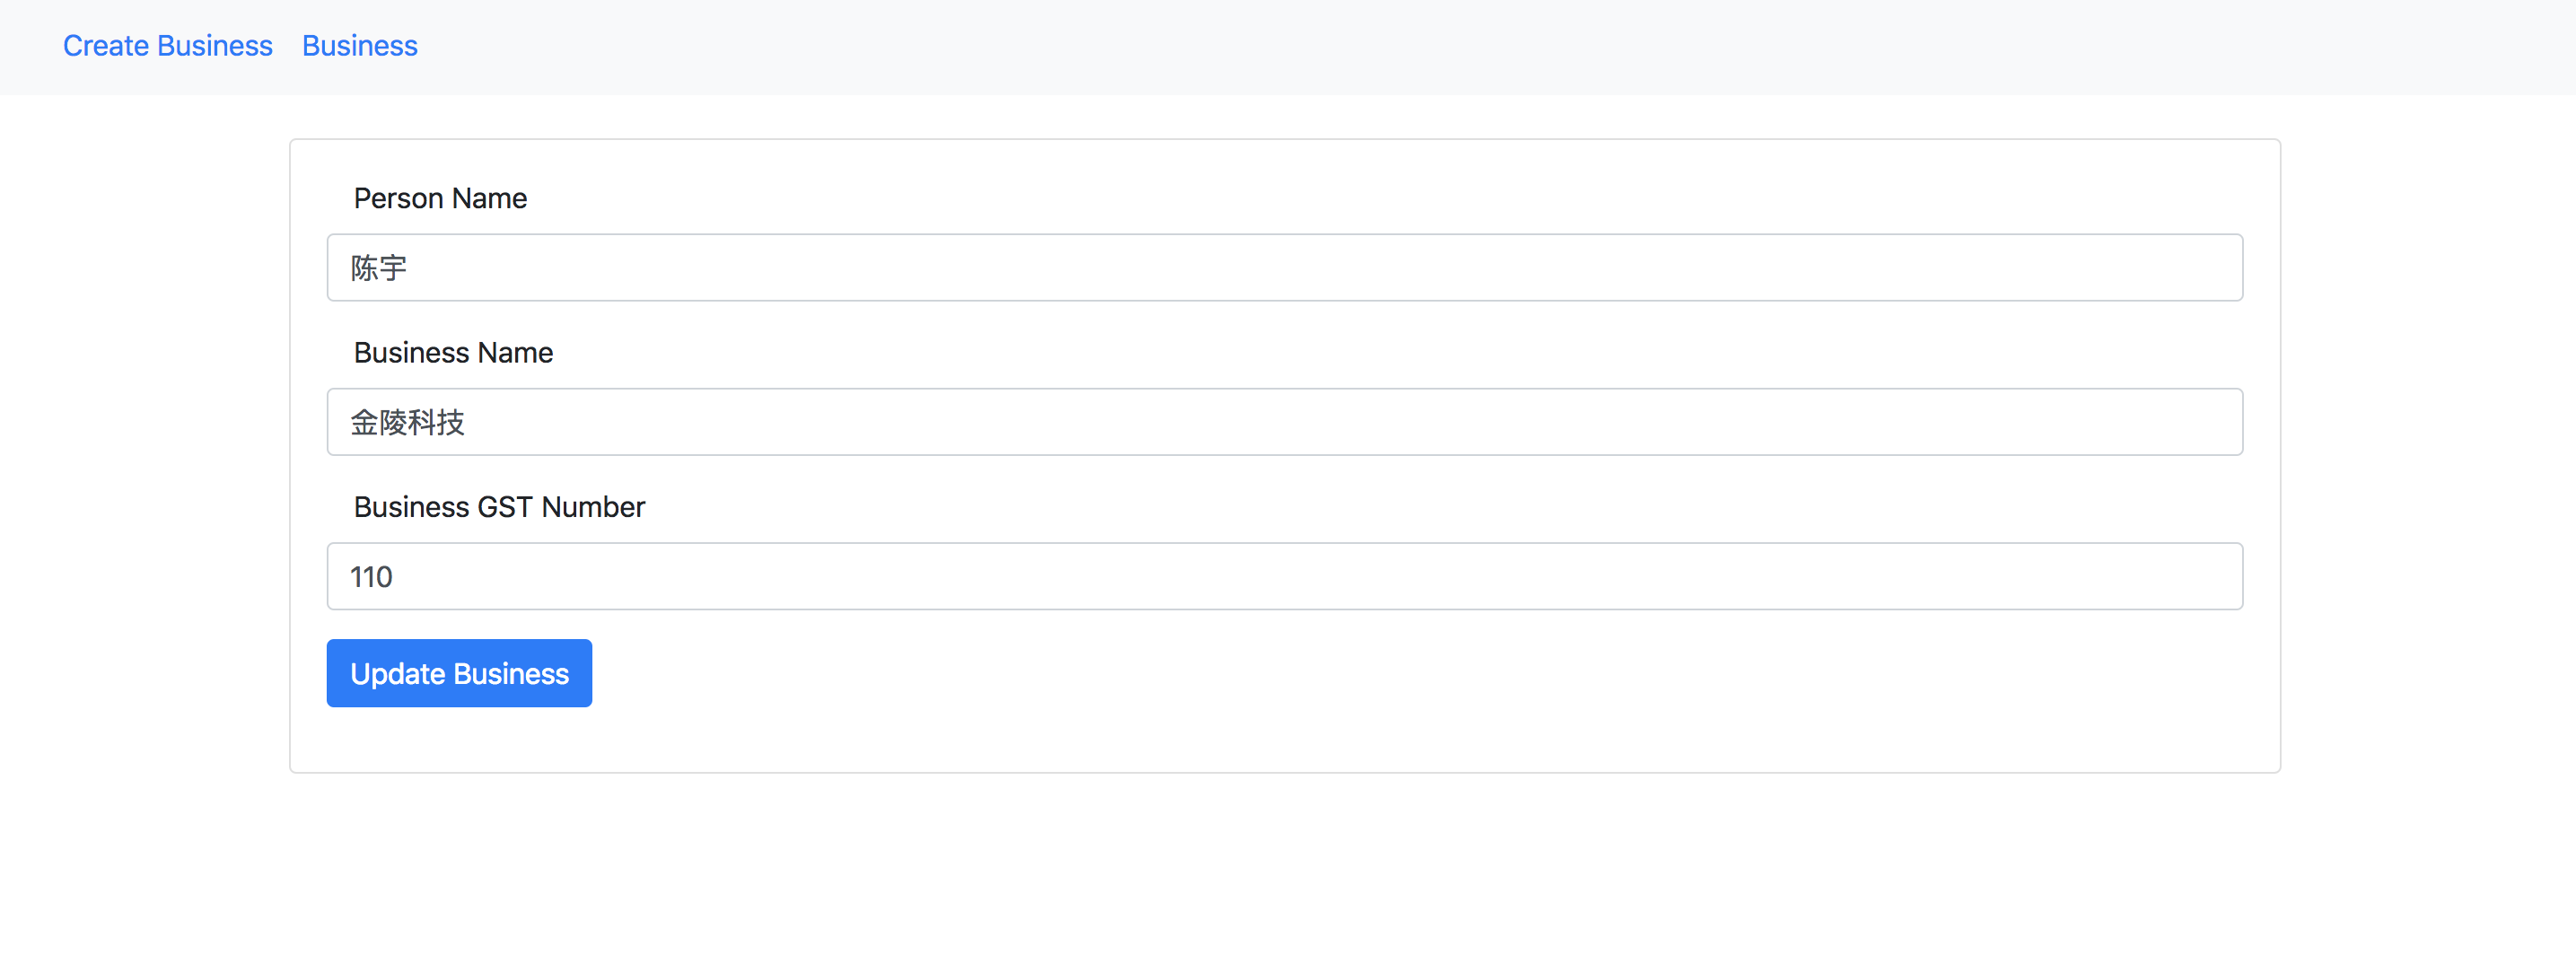 Create Business Business
Person Name
陈宇
Business Name
金陵科技
Business GST Number
110
Update Business